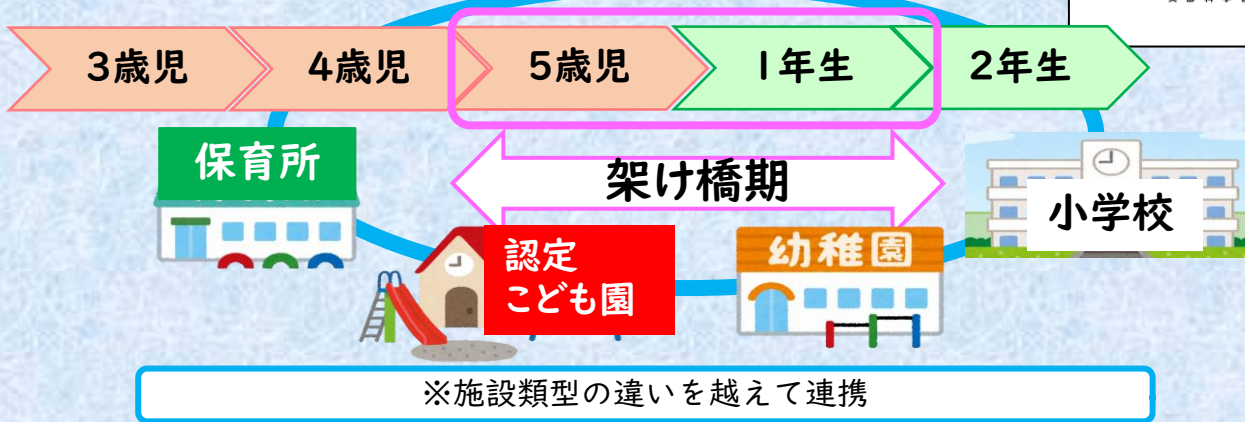 3歳児
4歳児
5歳児
1年生
2年生
保育所
架け橋期
小学校
認定
こども園
幼稚園
※施設類型の違いを越えて連携